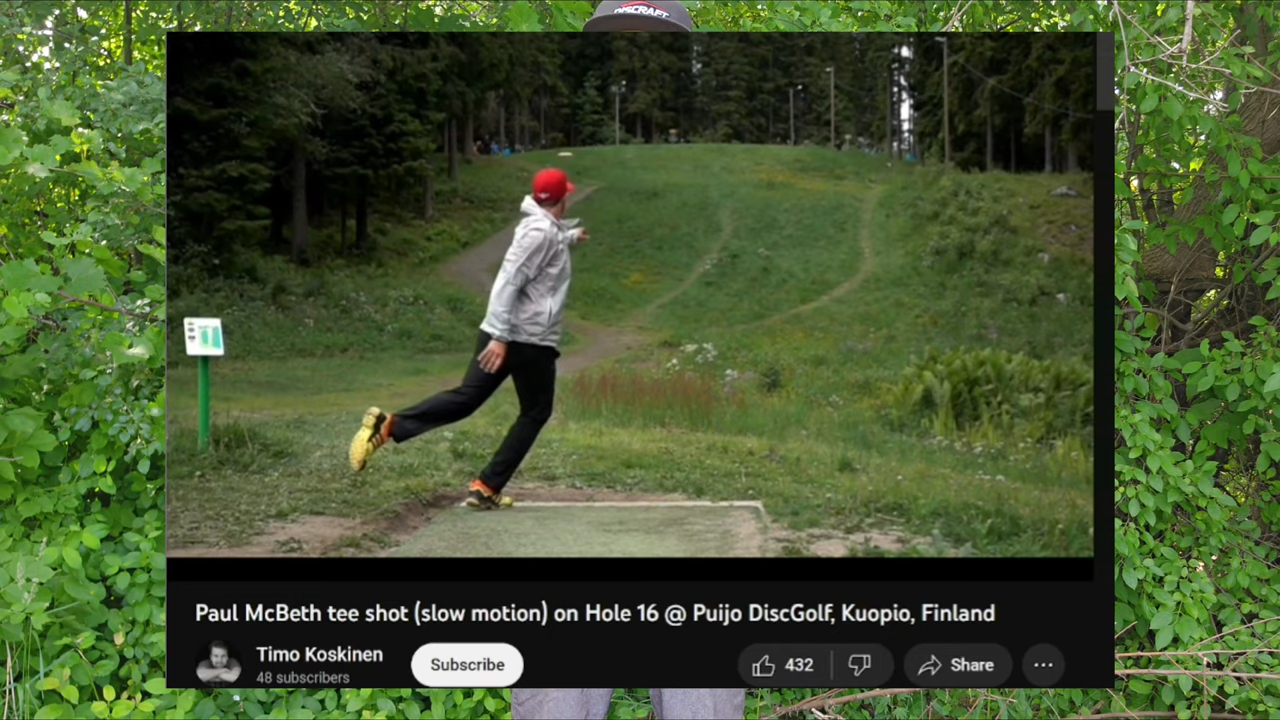 DISCRAFT
Paul McBeth tee shot (slow motion) on Hole 16 @ Puijo DiscGolf, Kuopio, Finland
Timo Koskinen
48 subscribers
Subscribe
432
Share